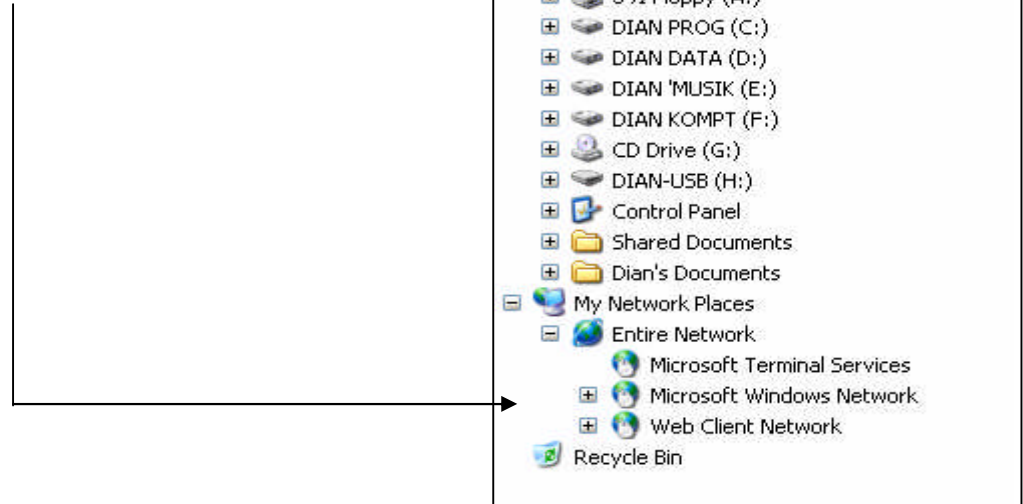 DIAN PROG (C:)
DIAN DATA (D:)
DIAN 'MUSIK (E:)
DIAN KOMPT (F:)
CD Drive (G:)
DIAN-USB (H:)
Control Panel
Shared Documents
Dian's Documents
My Network Places
Entire Network
Microsoft Terminal Services
Microsoft Windows Network
Web Client Network
Recycle Bin